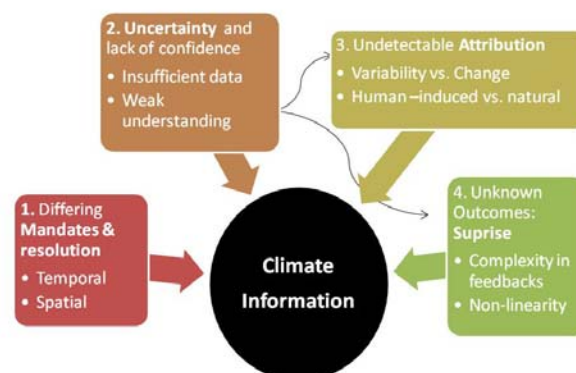 1. Differing
Mandates &
resolution
• Temporal
• Spatial
2. Uncertainty and
lack of confidence
• Insufficient data
• Weak
understanding
3. Undetectable Attribution
• Variability vs. Change
• Human –induced vs. natural
4. Unknown
Outcomes:
Suprise
• Complexity in
feedbacks
• Non-linearity
Climate
Information